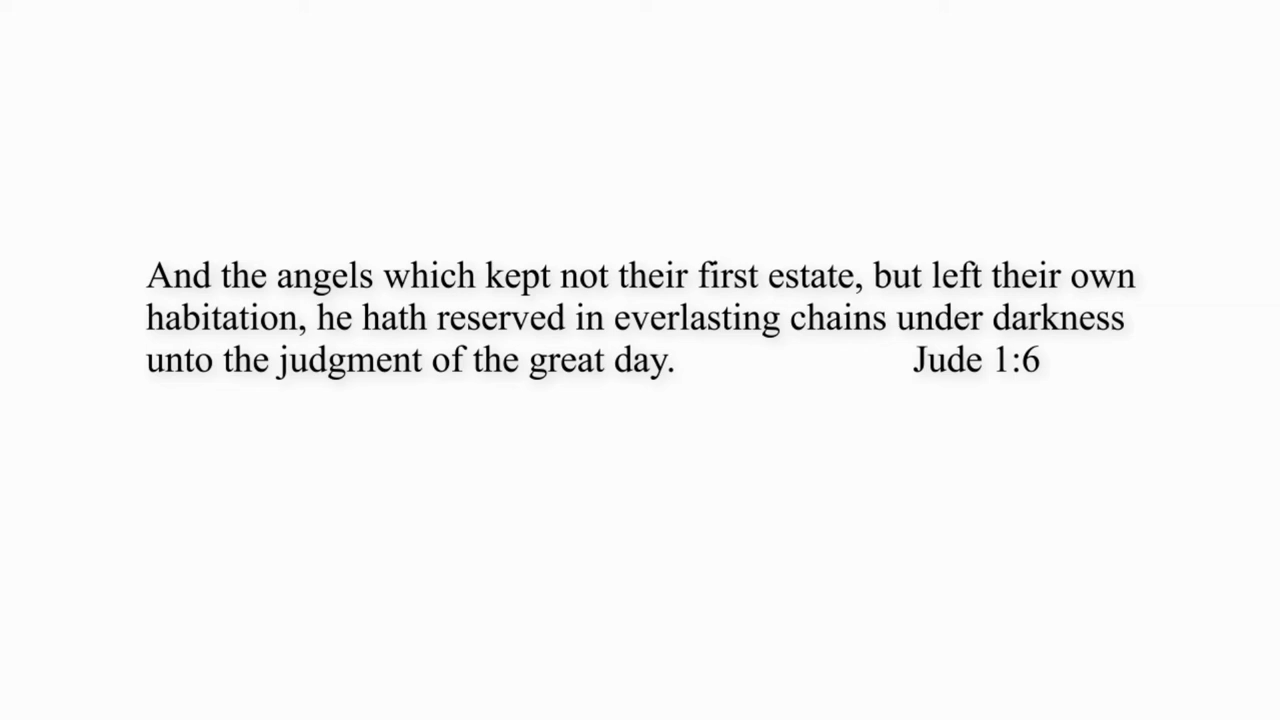 And the angels which kept not their first estate, but left their own
habitation, he hath reserved in everlasting chains under darkness
unto the judgment of the great day. Jude 1:6